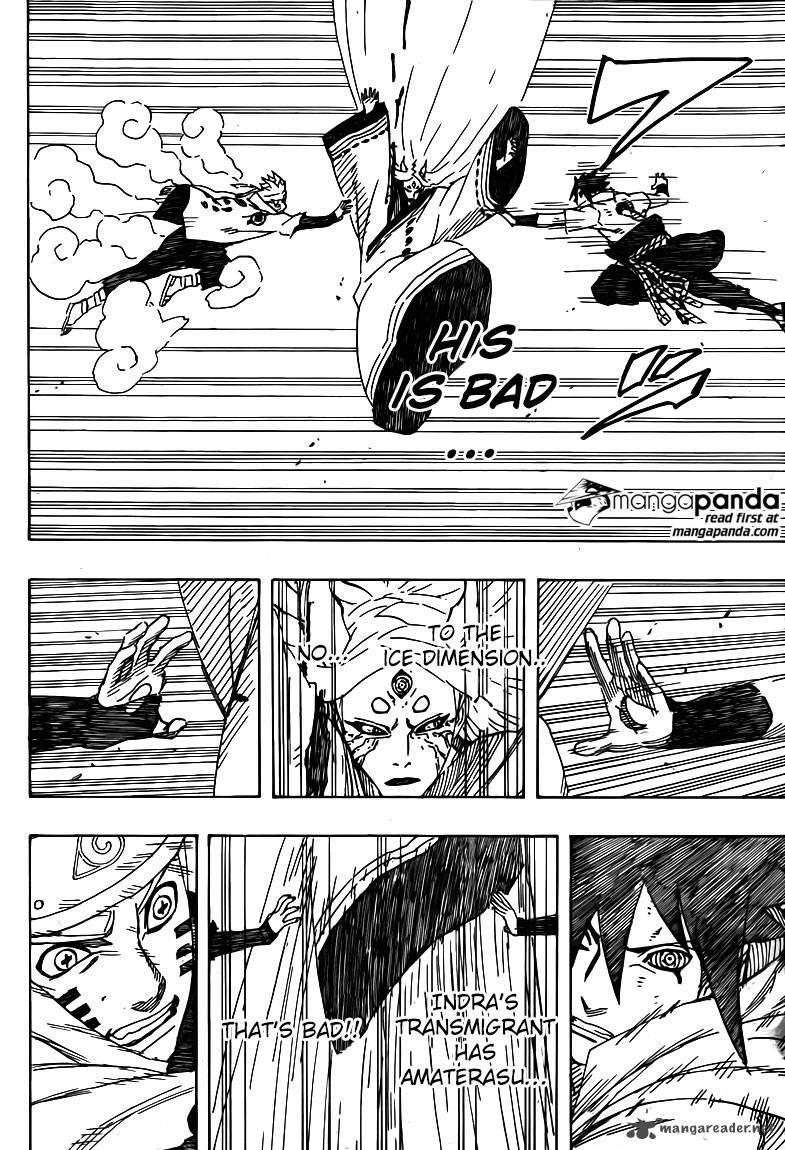 ワ
HIS
IS BAD
...
mangapanda
read first at
mangapanda.com
TO THE
ICE DIMENSION..
NO...
INDRA'S
TRANSMIGRANT
HAS
AMATERASU...
THAT'S BAD!!
mangareader.net